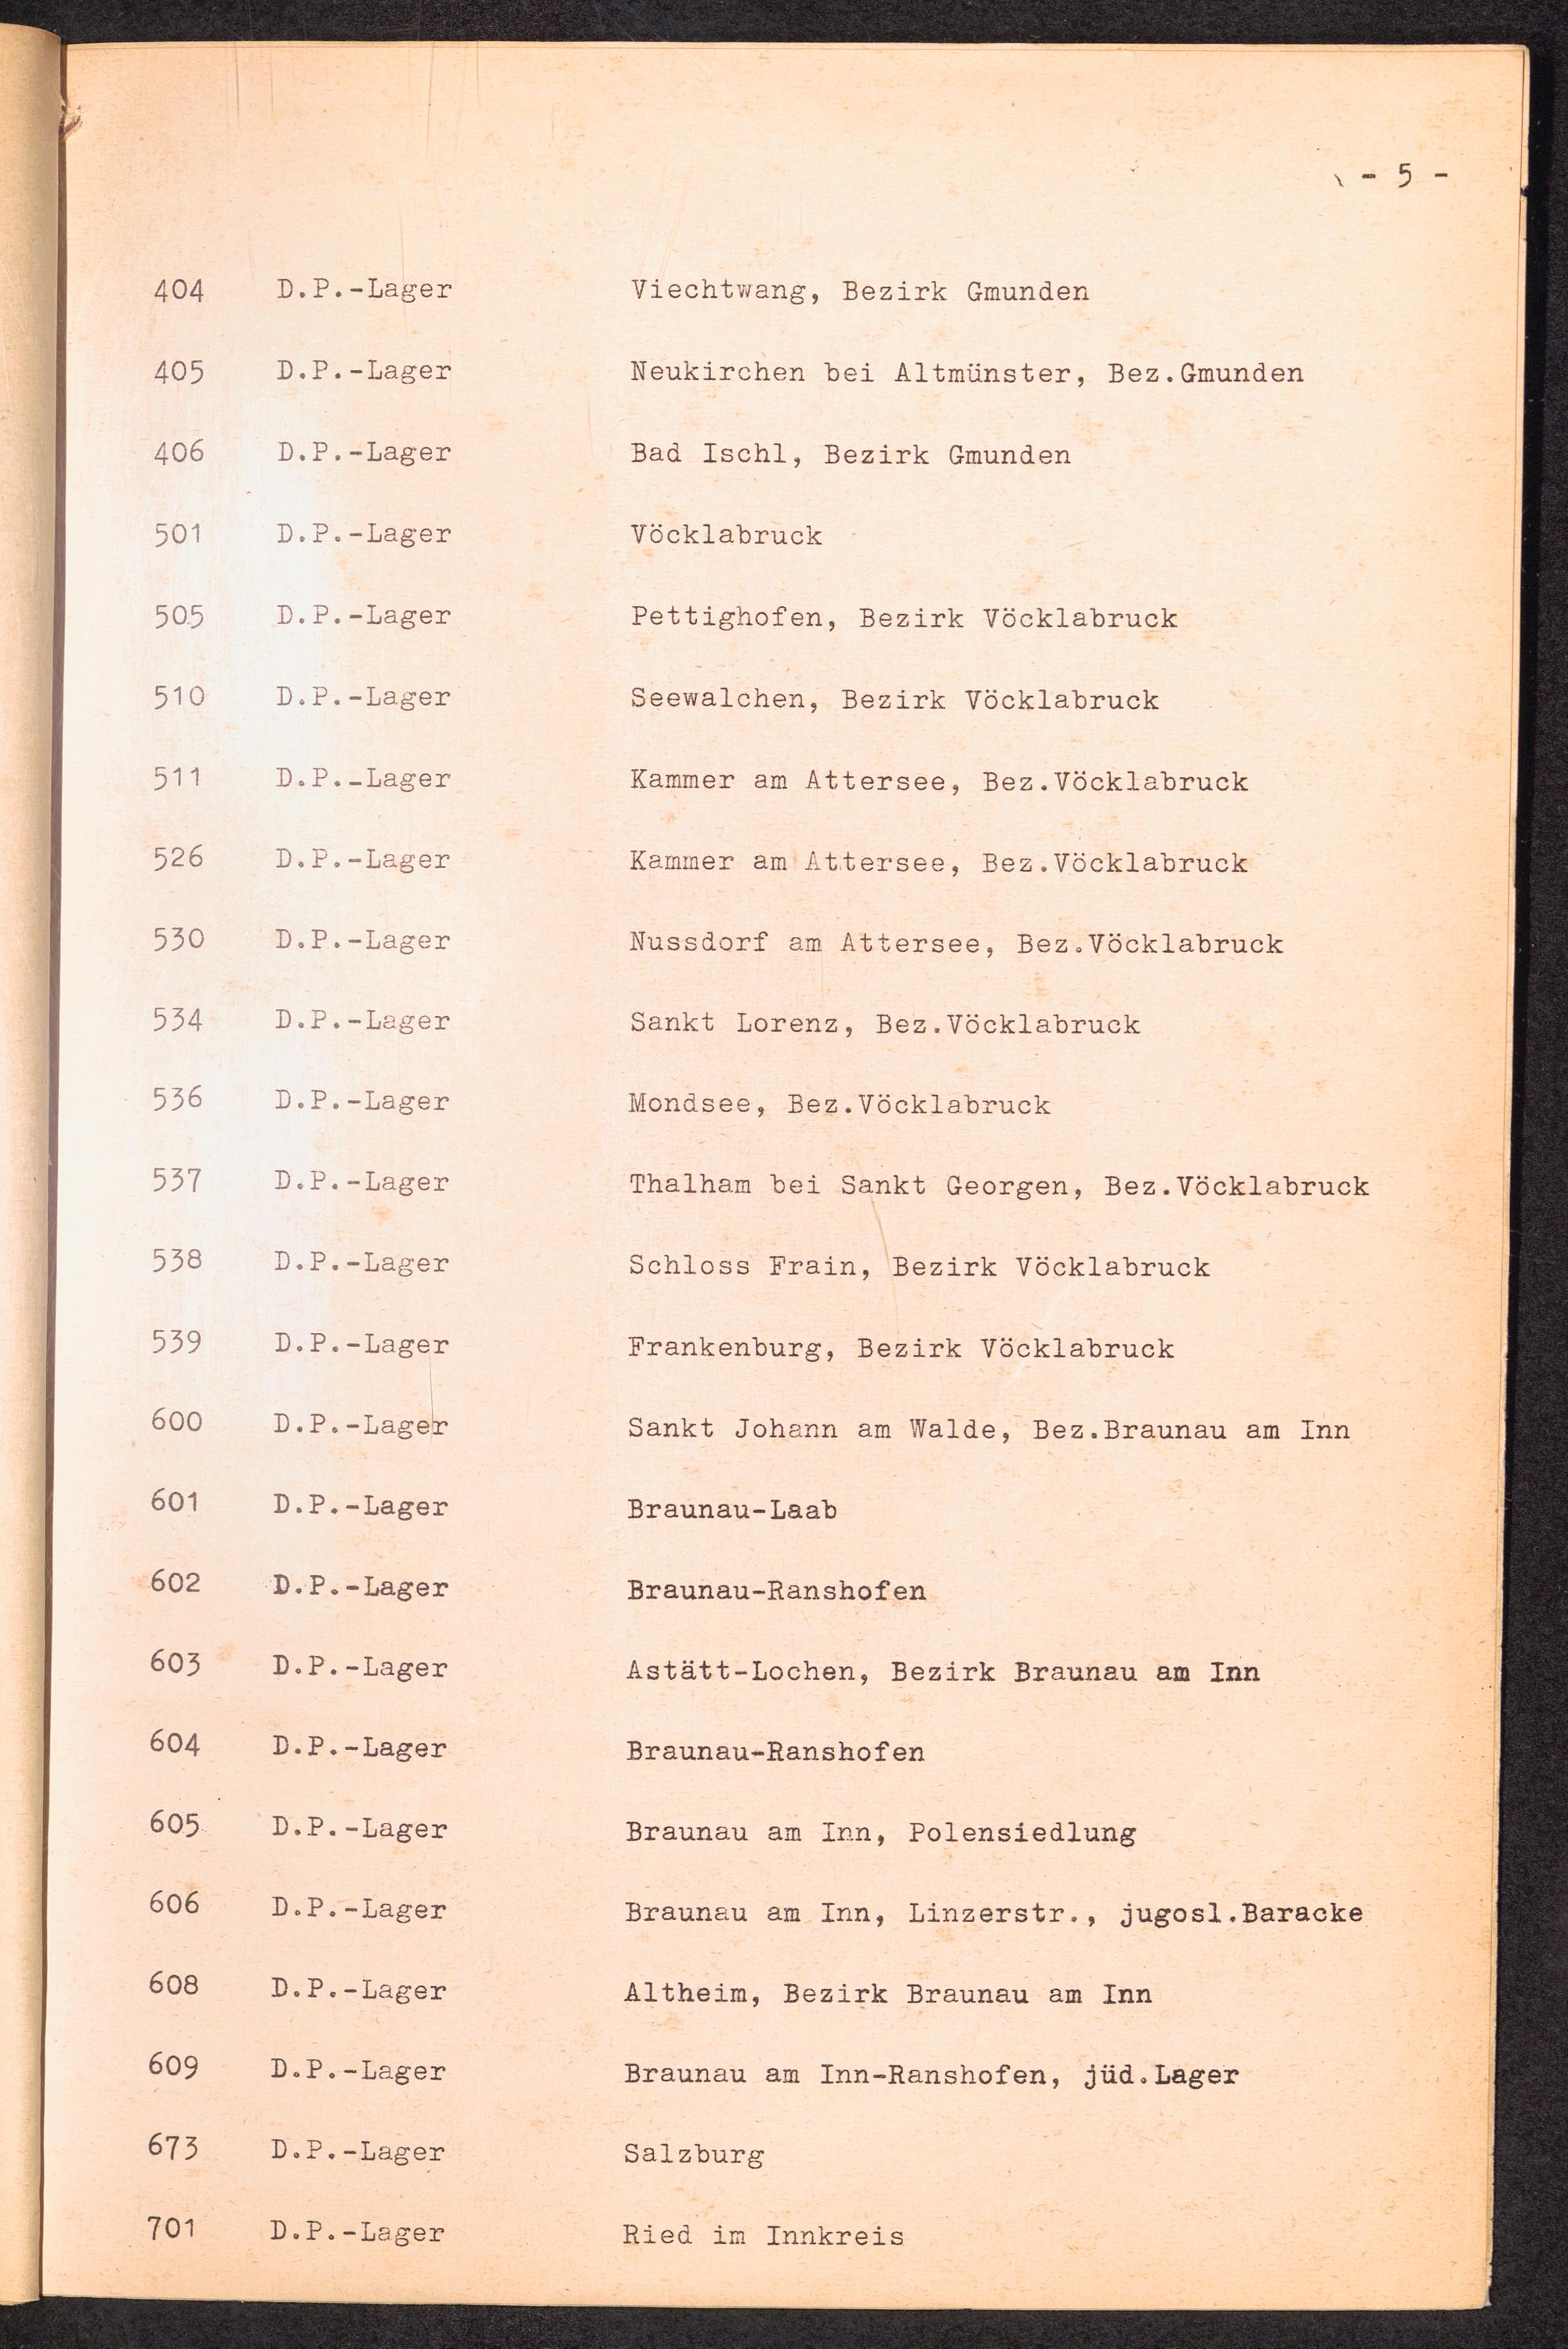 - 5 -
404 D.P.-Lager Viechtwang, Bezirk Gmunden
405 D.P.-Lager Neukirchen bei Altmünster, Bez.Gmunden
406 D.P.-Lager Bad Ischl, Bezirk Gmunden
501 D.P.-Lager Vöcklabruck
505 D.P.-Lager Pettighofen, Bezirk Vöcklabruck
510 D.P.-Lager Seewalchen, Bezirk Vöcklabruck
511 D.P.-Lager Kammer am Attersee, Bez.Vöcklabruck
526 D.P.-Lager Kammer am Attersee, Bez.Vöcklabruck
530 D.P.-Lager Nussdorf am Attersee, Bez.Vöcklabruck
534 D.P.-Lager Sankt Lorenz, Bez.Vöcklabruck
536 D.P.-Lager Mondsee, Bez.Vöcklabruck
537 D.P.-Lager Thalham bei Sankt Georgen, Bez.Vöcklabruck
538 D.P.-Lager Schloss Frain, Bezirk Vöcklabruck
539 D.P.-Lager Frankenburg, Bezirk Vöcklabruck
600 D.P.-Lager Sankt Johann am Walde, Bez.Braunau am Inn
601 D.P.-Lager Braunau-Laab
602 D.P.-Lager Braunau-Ranshofen
603 D.P.-Lager Astätt-Lochen, Bezirk Braunau am Inn
604 D.P.-Lager Braunau-Ranshofen
605 D.P.-Lager Braunau am Inn, Polensiedlung
606 D.P.-Lager Braunau am Inn, Linzerstr., jugosl.Baracke
608 D.P.-Lager Altheim, Bezirk Braunau am Inn
609 D.P.-Lager Braunau am Inn-Ranshofen, jüd.Lager
673 D.P.-Lager Salzburg
701 D.P.-Lager Ried im Innkreis